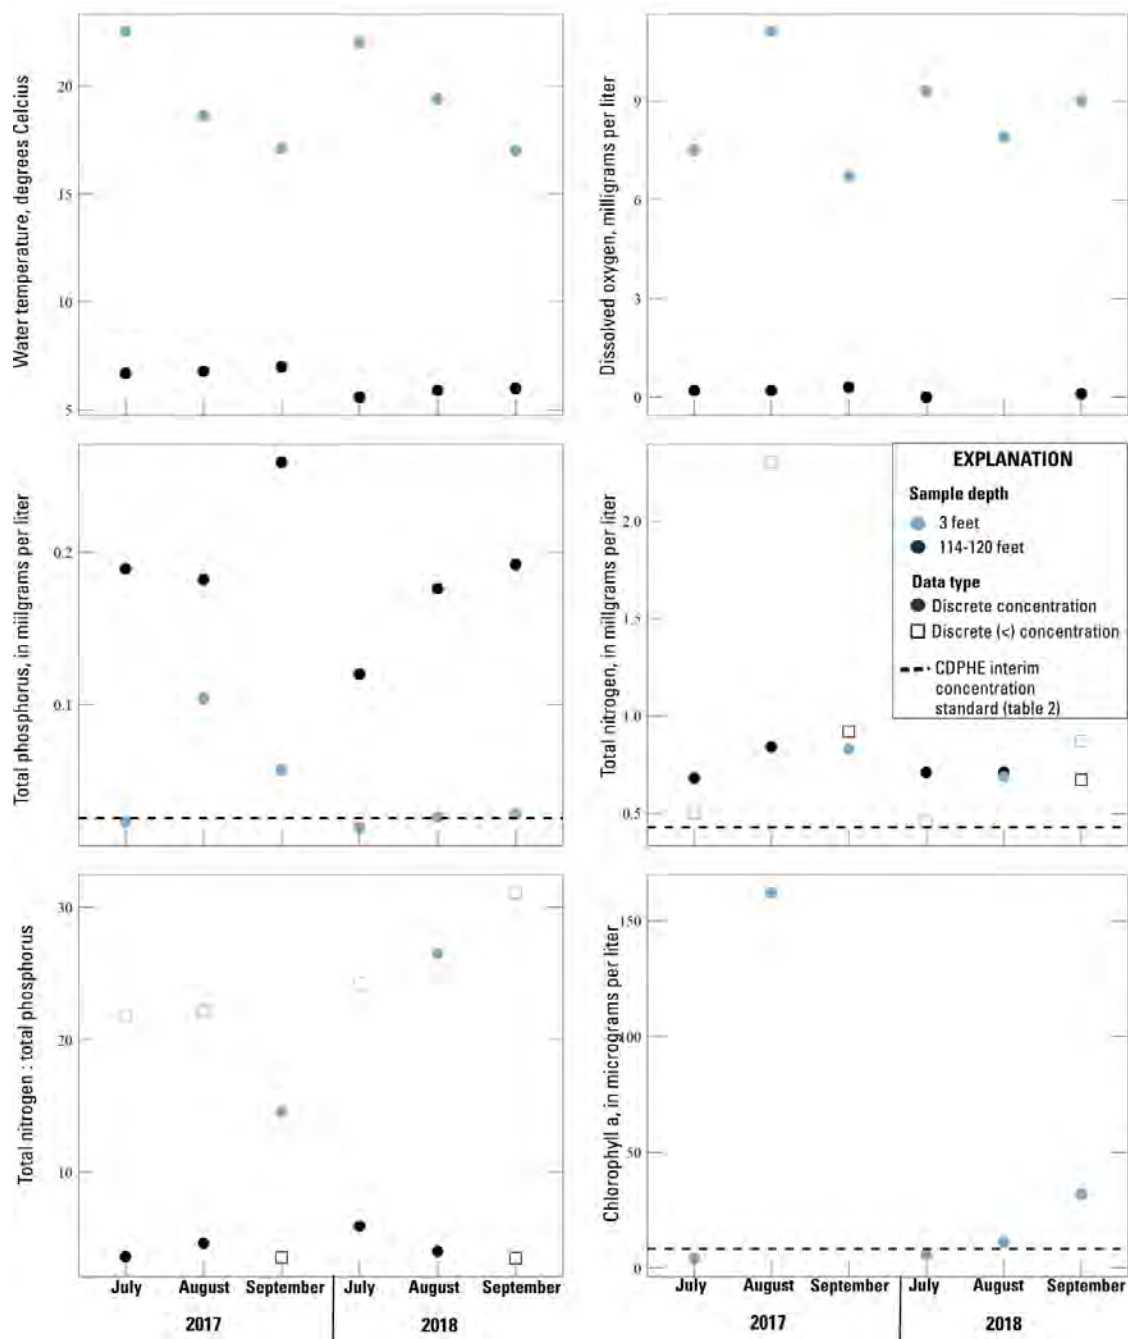 Water temperature, degrees Celcius
20
15
10
5
Dissolved oxygen, milligrams per liter
9
6
3
0
Total phosphorus, in miilgrams per liter
0.2
0.1
Total nitrogen, in millgrams per liter
2.0
1.5
1.0
0.5
EXPLANATION
Sample depth
3 feet
114-120 feet
Data type
Discrete concentration
Discrete (<) concentration
CDPHE interim
concentration
standard (table 2)
Total nitrogen : total phosphorus
30
20
10
July August September July August September
2017 2018
Chlorophyll a, in micrograms per liter
150
100
50
0
July August September July August September
2017 2018